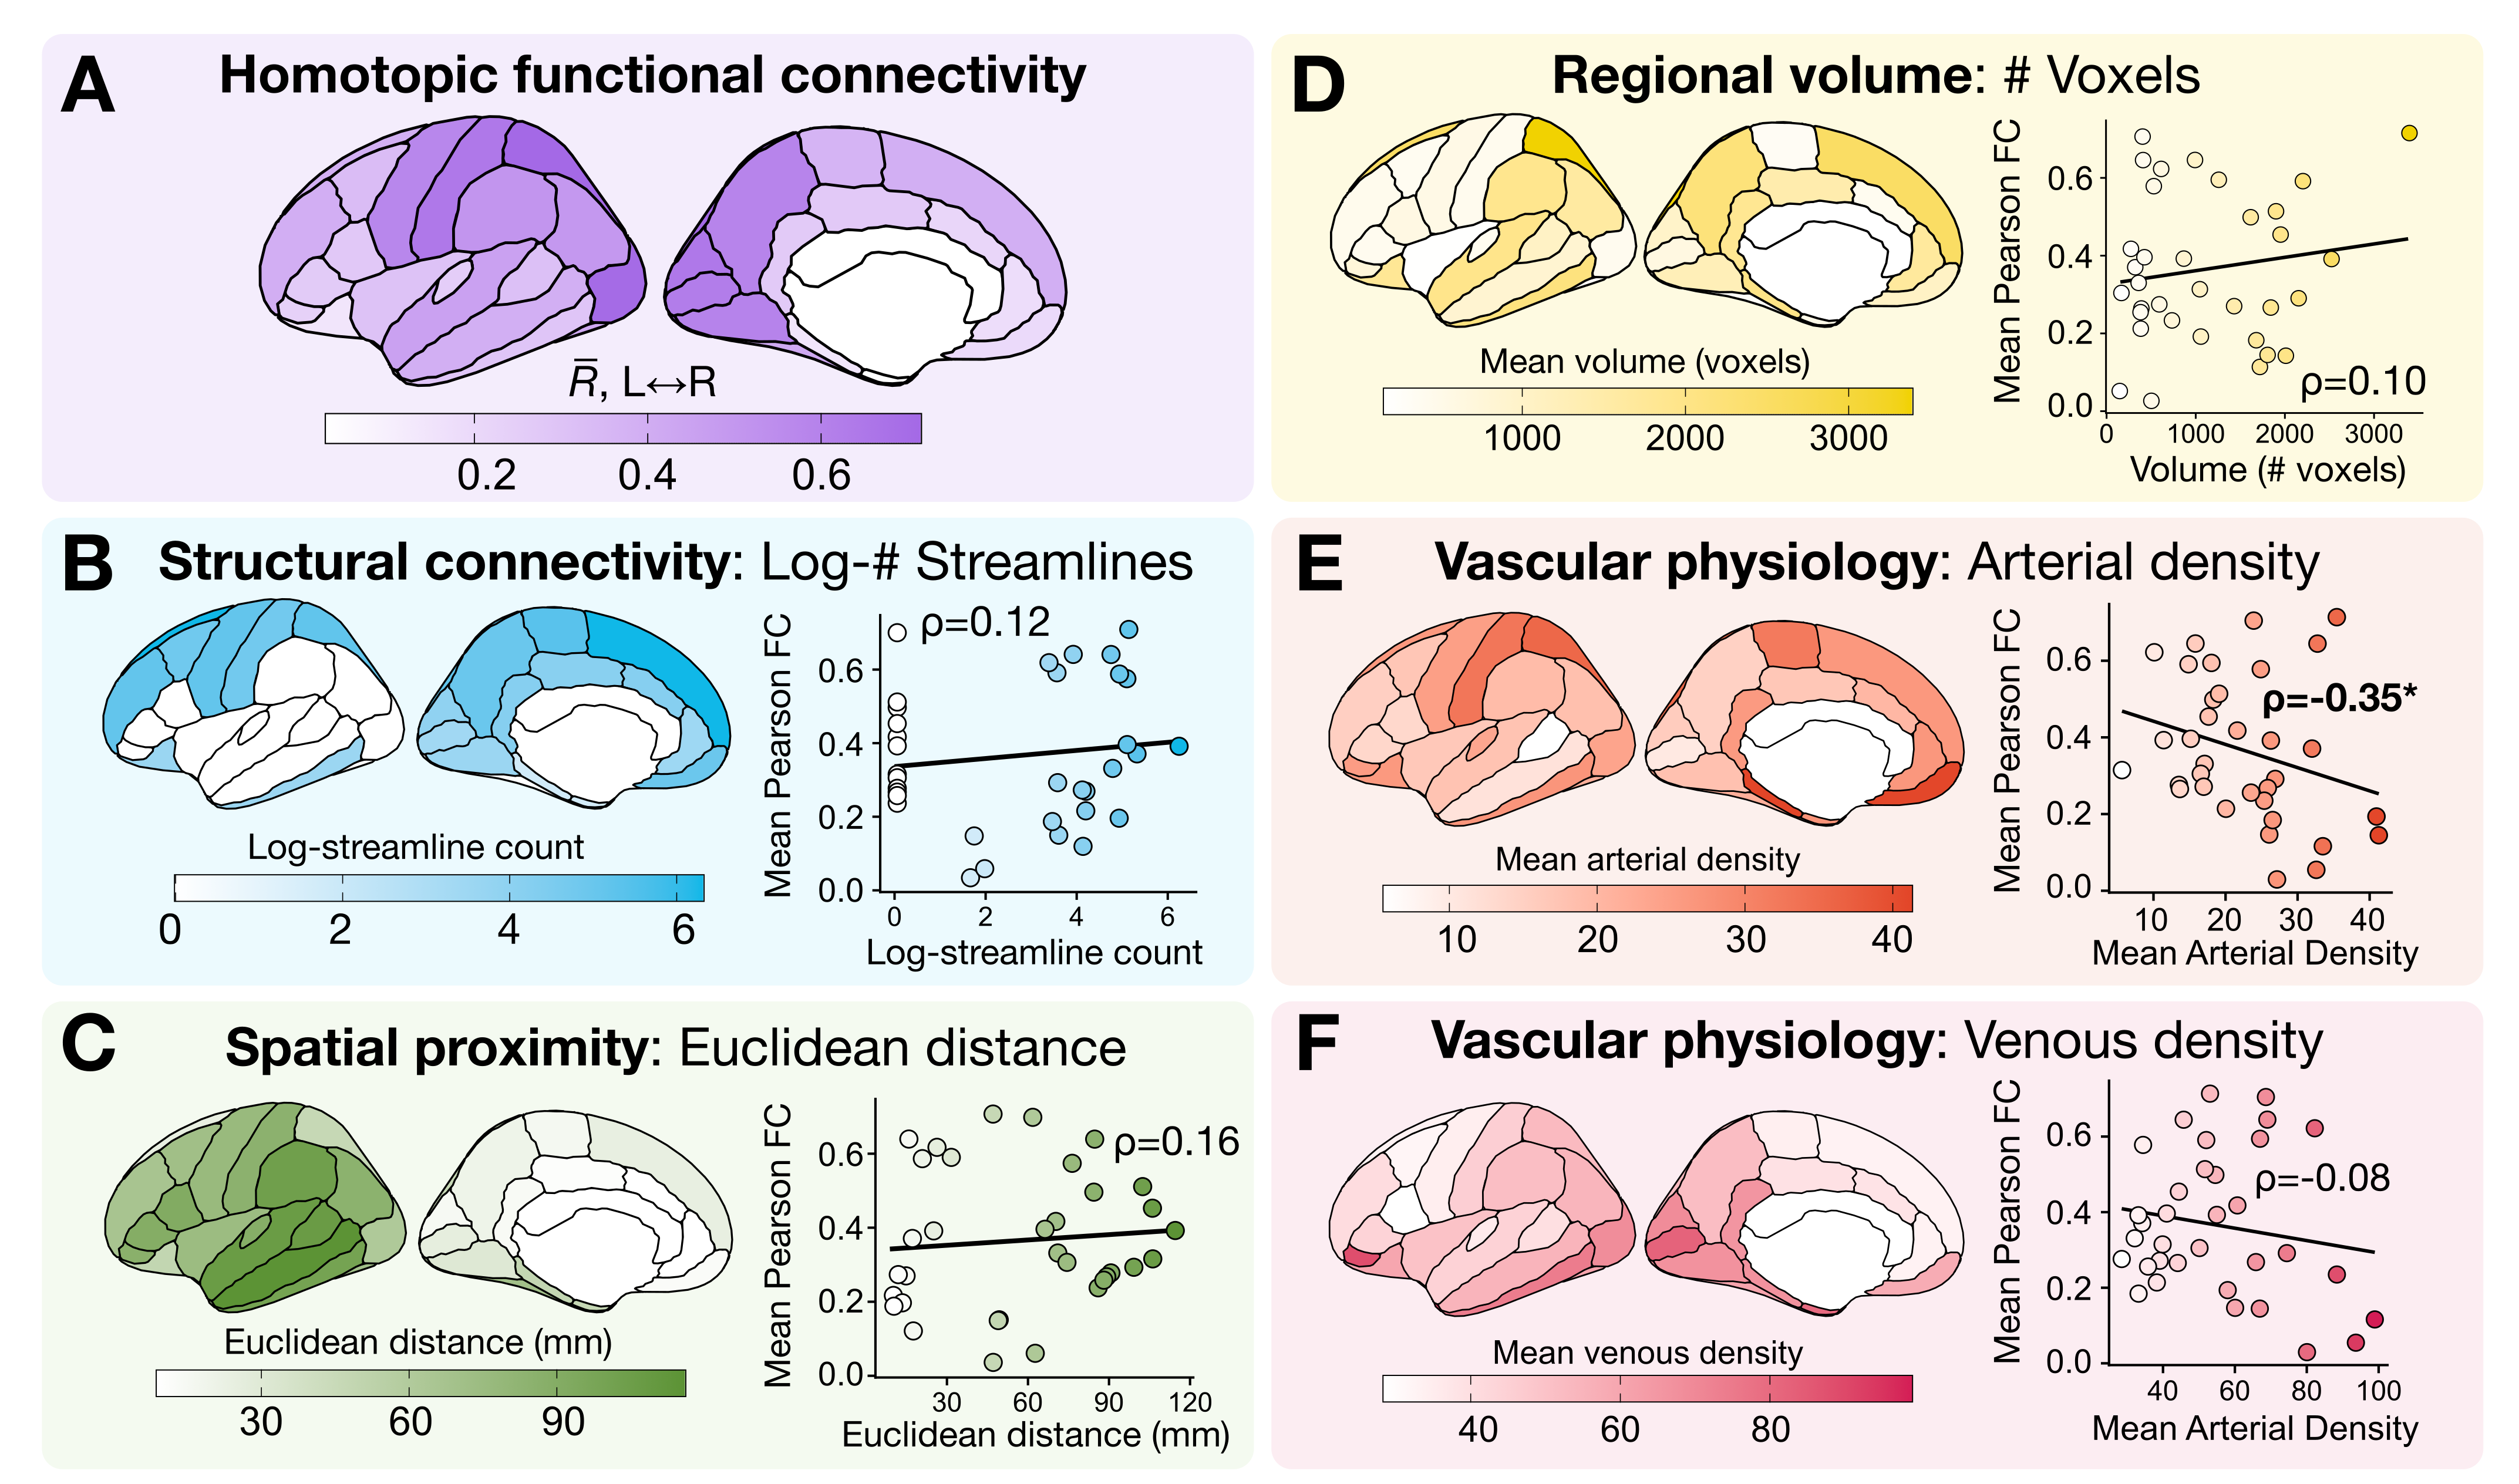 A
Homotopic functional connectivity
R̅, L↔R
0.2 0.4 0.6
B
Structural connectivity: Log-# Streamlines
Log-streamline count
0 2 4 6
ρ=0.12
Mean Pearson FC
0.6
0.4
0.2
0.0
0 2 4 6
Log-streamline count
C
Spatial proximity: Euclidean distance
Euclidean distance (mm)
30 60 90
ρ=0.16
Mean Pearson FC
0.6
0.4
0.2
0.0
30 60 90 120
Euclidean distance (mm)
D
Regional volume: # Voxels
Mean volume (voxels)
1000 2000 3000
Mean Pearson FC
0.6
0.4
0.2
0.0
ρ=0.10
0 1000 2000 3000
Volume (# voxels)
E
Vascular physiology: Arterial density
Mean arterial density
10 20 30 40
Mean Pearson FC
0.6
0.4
0.2
0.0
ρ=-0.35*
10 20 30 40
Mean Arterial Density
F
Vascular physiology: Venous density
Mean venous density
40 60 80
Mean Pearson FC
0.6
0.4
0.2
0.0
ρ=-0.08
40 60 80 100
Mean Arterial Density